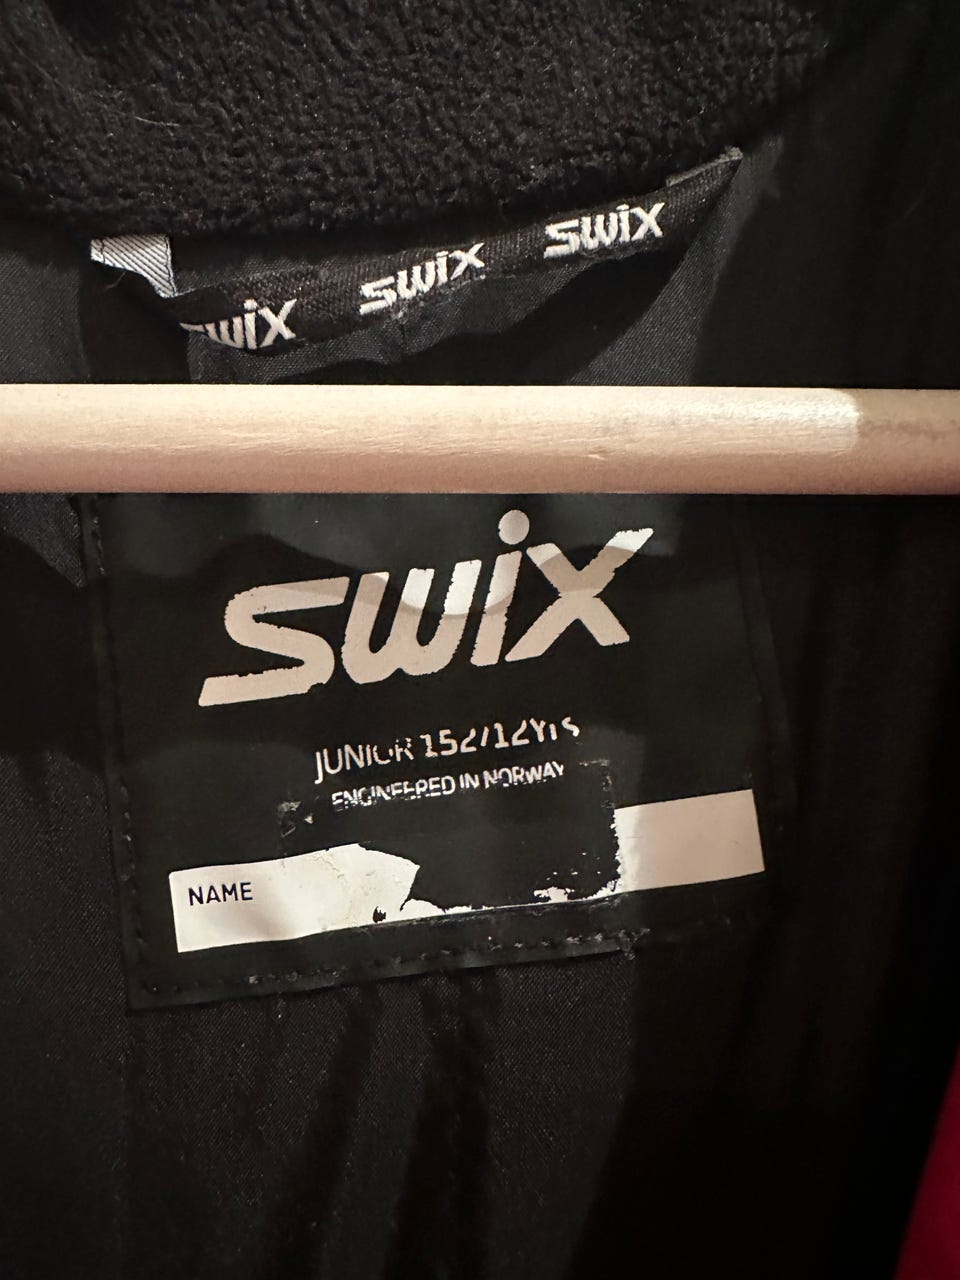 SWiX SWiX SWiX
SWiX
JUNIOR 152/12Yrs
ENGINEERED IN NORWAY
NAME